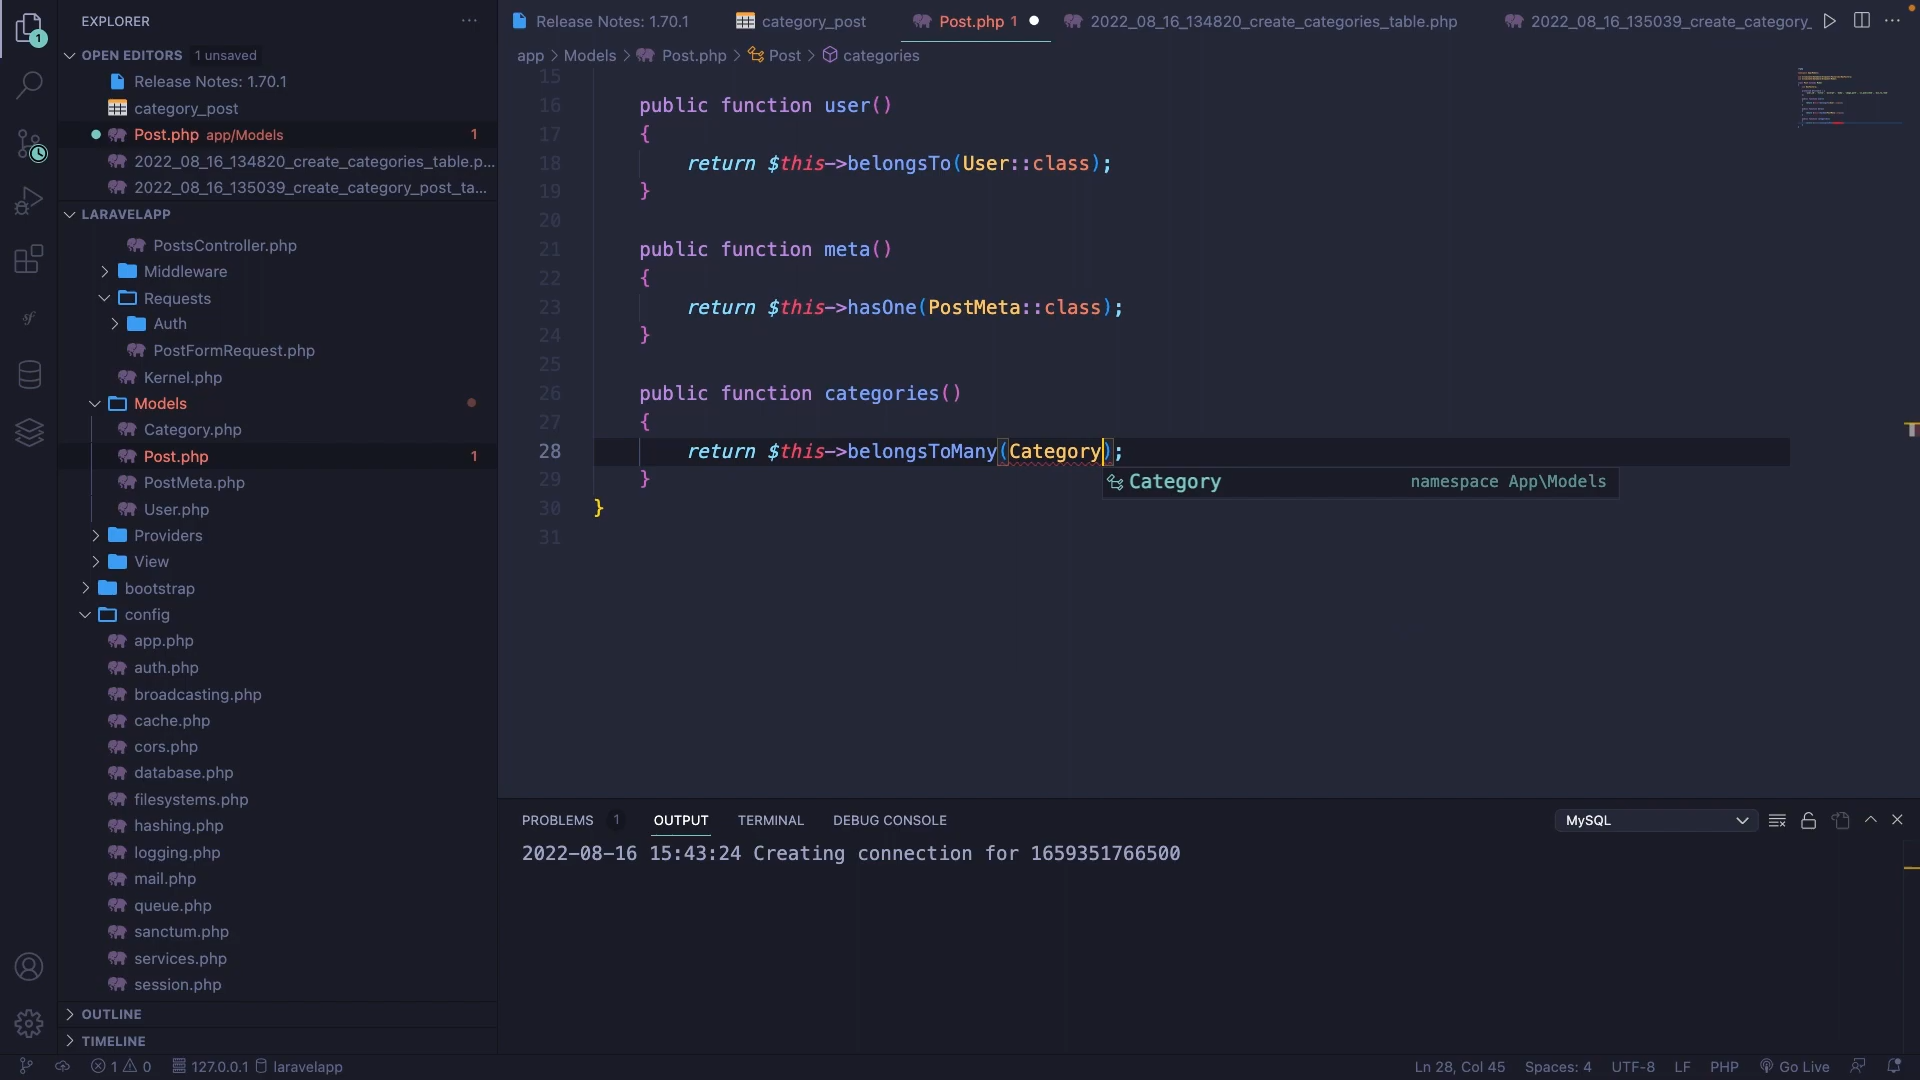 EXPLORER
OPEN EDITORS 1 unsaved
Release Notes: 1.70.1
category_post
Post.php app/Models 1
2022_08_16_134820_create_categories_table.p...
2022_08_16_135039_create_category_post_ta...
LARAVELAPP
PostsController.php
Middleware
Requests
Auth
PostFormRequest.php
Kernel.php
Models
Category.php
Post.php 1
PostMeta.php
User.php
Providers
View
bootstrap
config
app.php
auth.php
broadcasting.php
cache.php
cors.php
database.php
filesystems.php
hashing.php
logging.php
mail.php
queue.php
sanctum.php
services.php
session.php
OUTLINE
TIMELINE
Release Notes: 1.70.1 category_post Post.php 1 2022_08_16_134820_create_categories_table.php 2022_08_16_135039_create_category_
app > Models > Post.php > Post > categories
15
16 public function user()
17 {
18 return $this->belongsTo(User::class);
19 }
20
21 public function meta()
22 {
23 return $this->hasOne(PostMeta::class);
24 }
25
26 public function categories()
27 {
28 return $this->belongsToMany(Category);
29 }
30 }
31
Category namespace App\Models
PROBLEMS 1 OUTPUT TERMINAL DEBUG CONSOLE MySQL
2022-08-16 15:43:24 Creating connection for 1659351766500
1 0 127.0.0.1 laravelapp Ln 28, Col 45 Spaces: 4 UTF-8 LF PHP Go Live